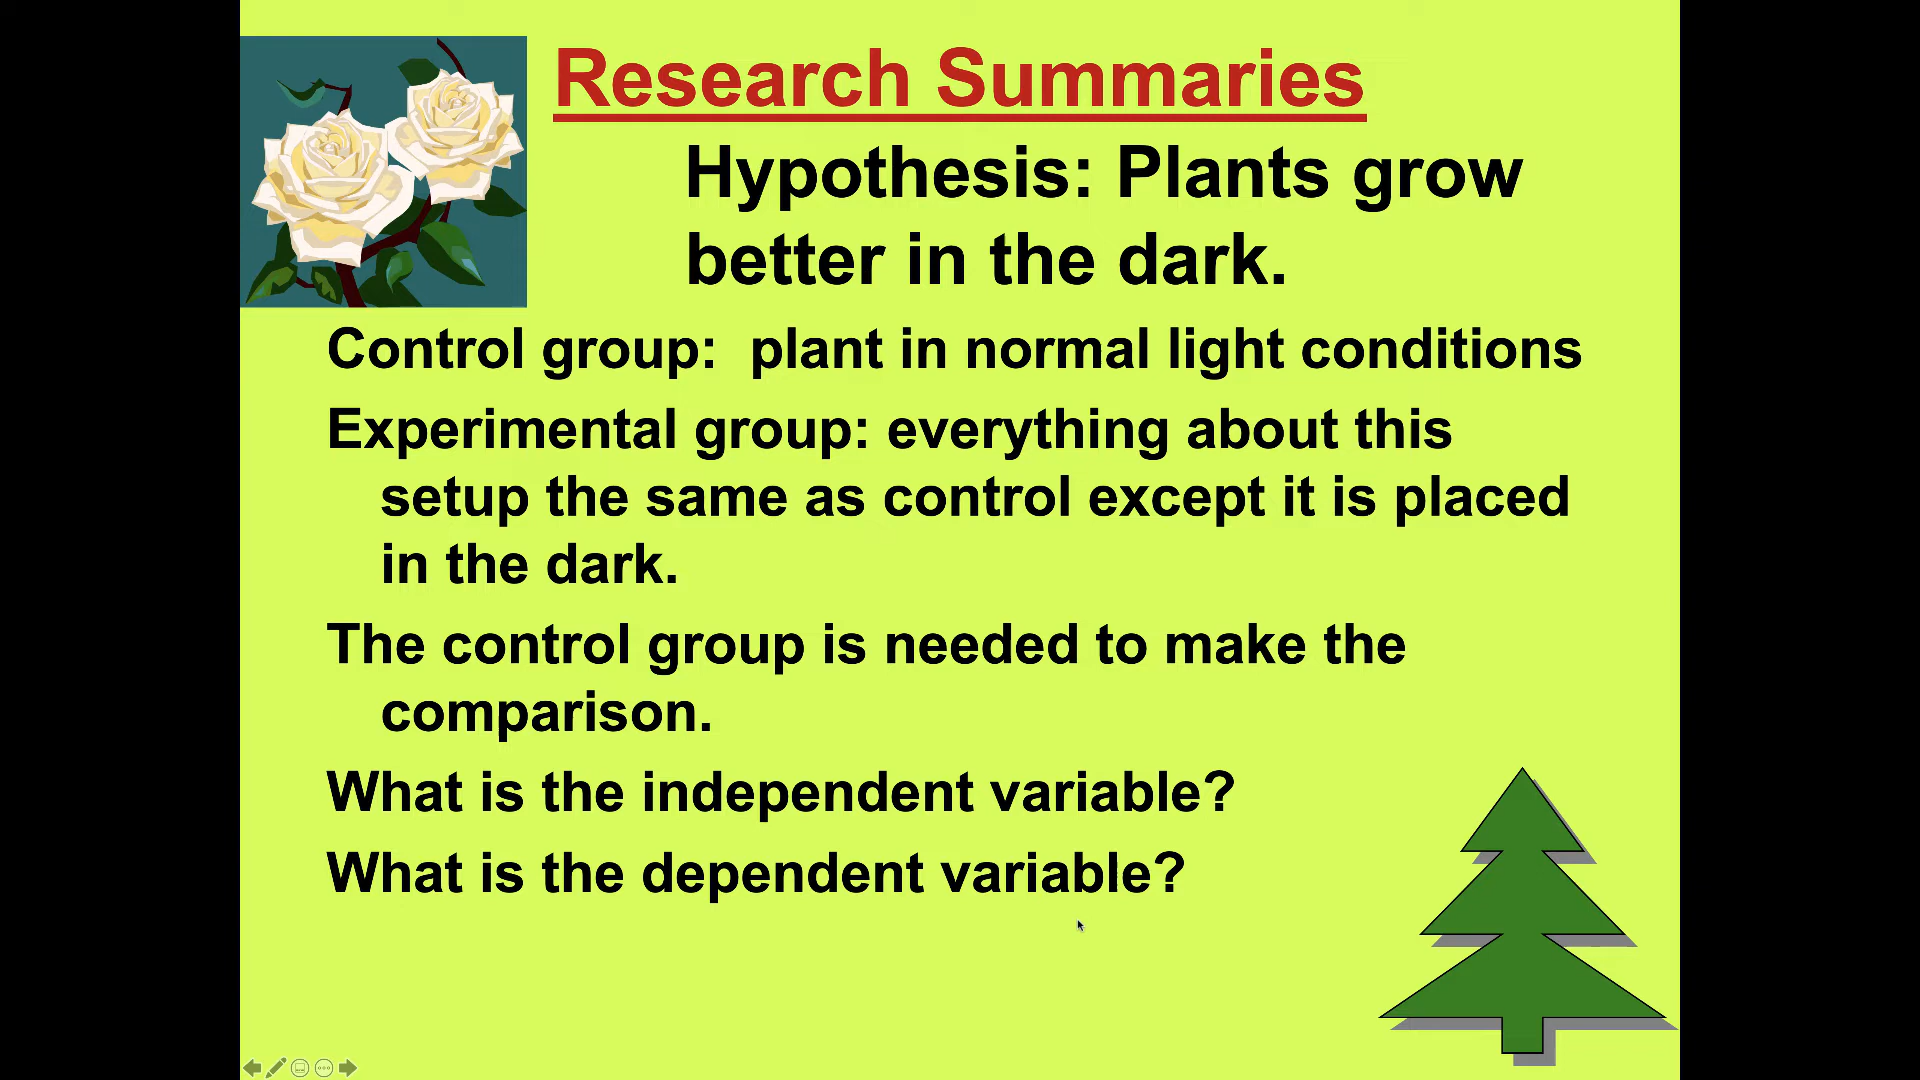 Research Summaries
Hypothesis: Plants grow
better in the dark.
Control group:  plant in normal light conditions
Experimental group: everything about this
setup the same as control except it is placed
in the dark.
The control group is needed to make the
comparison.
What is the independent variable?
What is the dependent variable?